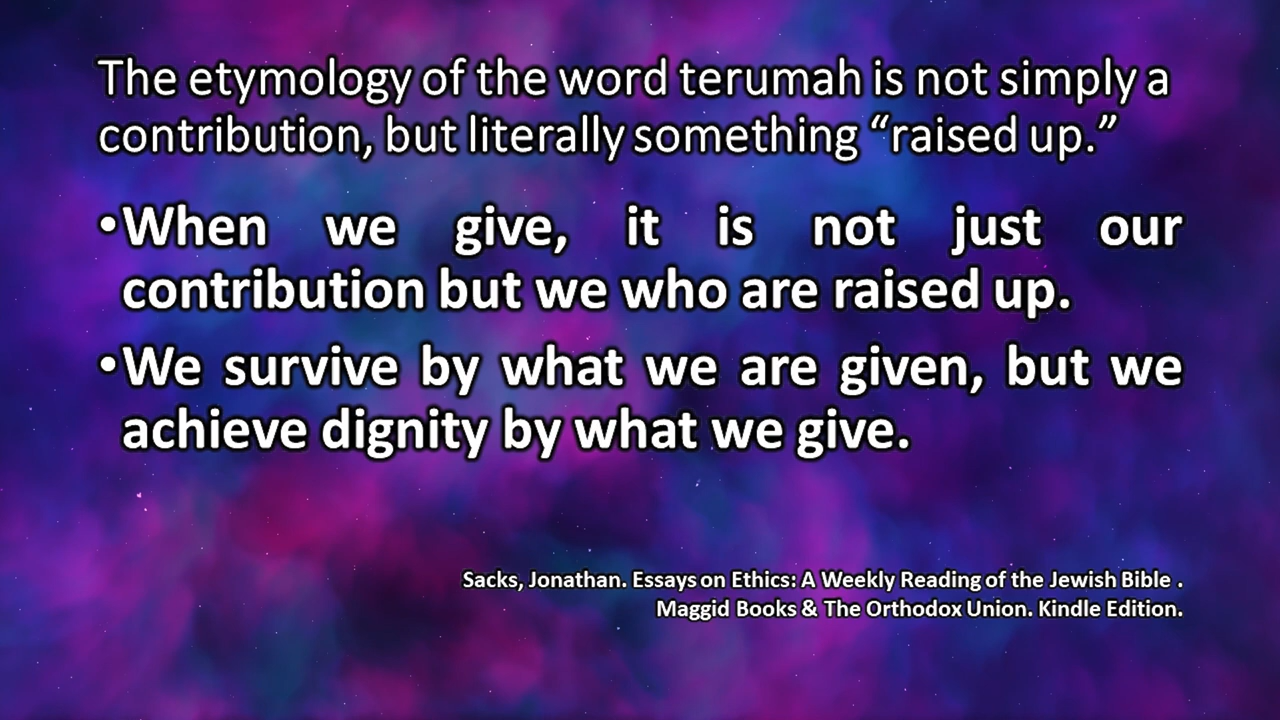 The etymology of the word terumah is not simply a
contribution, but literally something “raised up.”
•When we give, it is not just our
contribution but we who are raised up.
•We survive by what we are given, but we
achieve dignity by what we give.
Sacks, Jonathan. Essays on Ethics: A Weekly Reading of the Jewish Bible .
Maggid Books & The Orthodox Union. Kindle Edition.